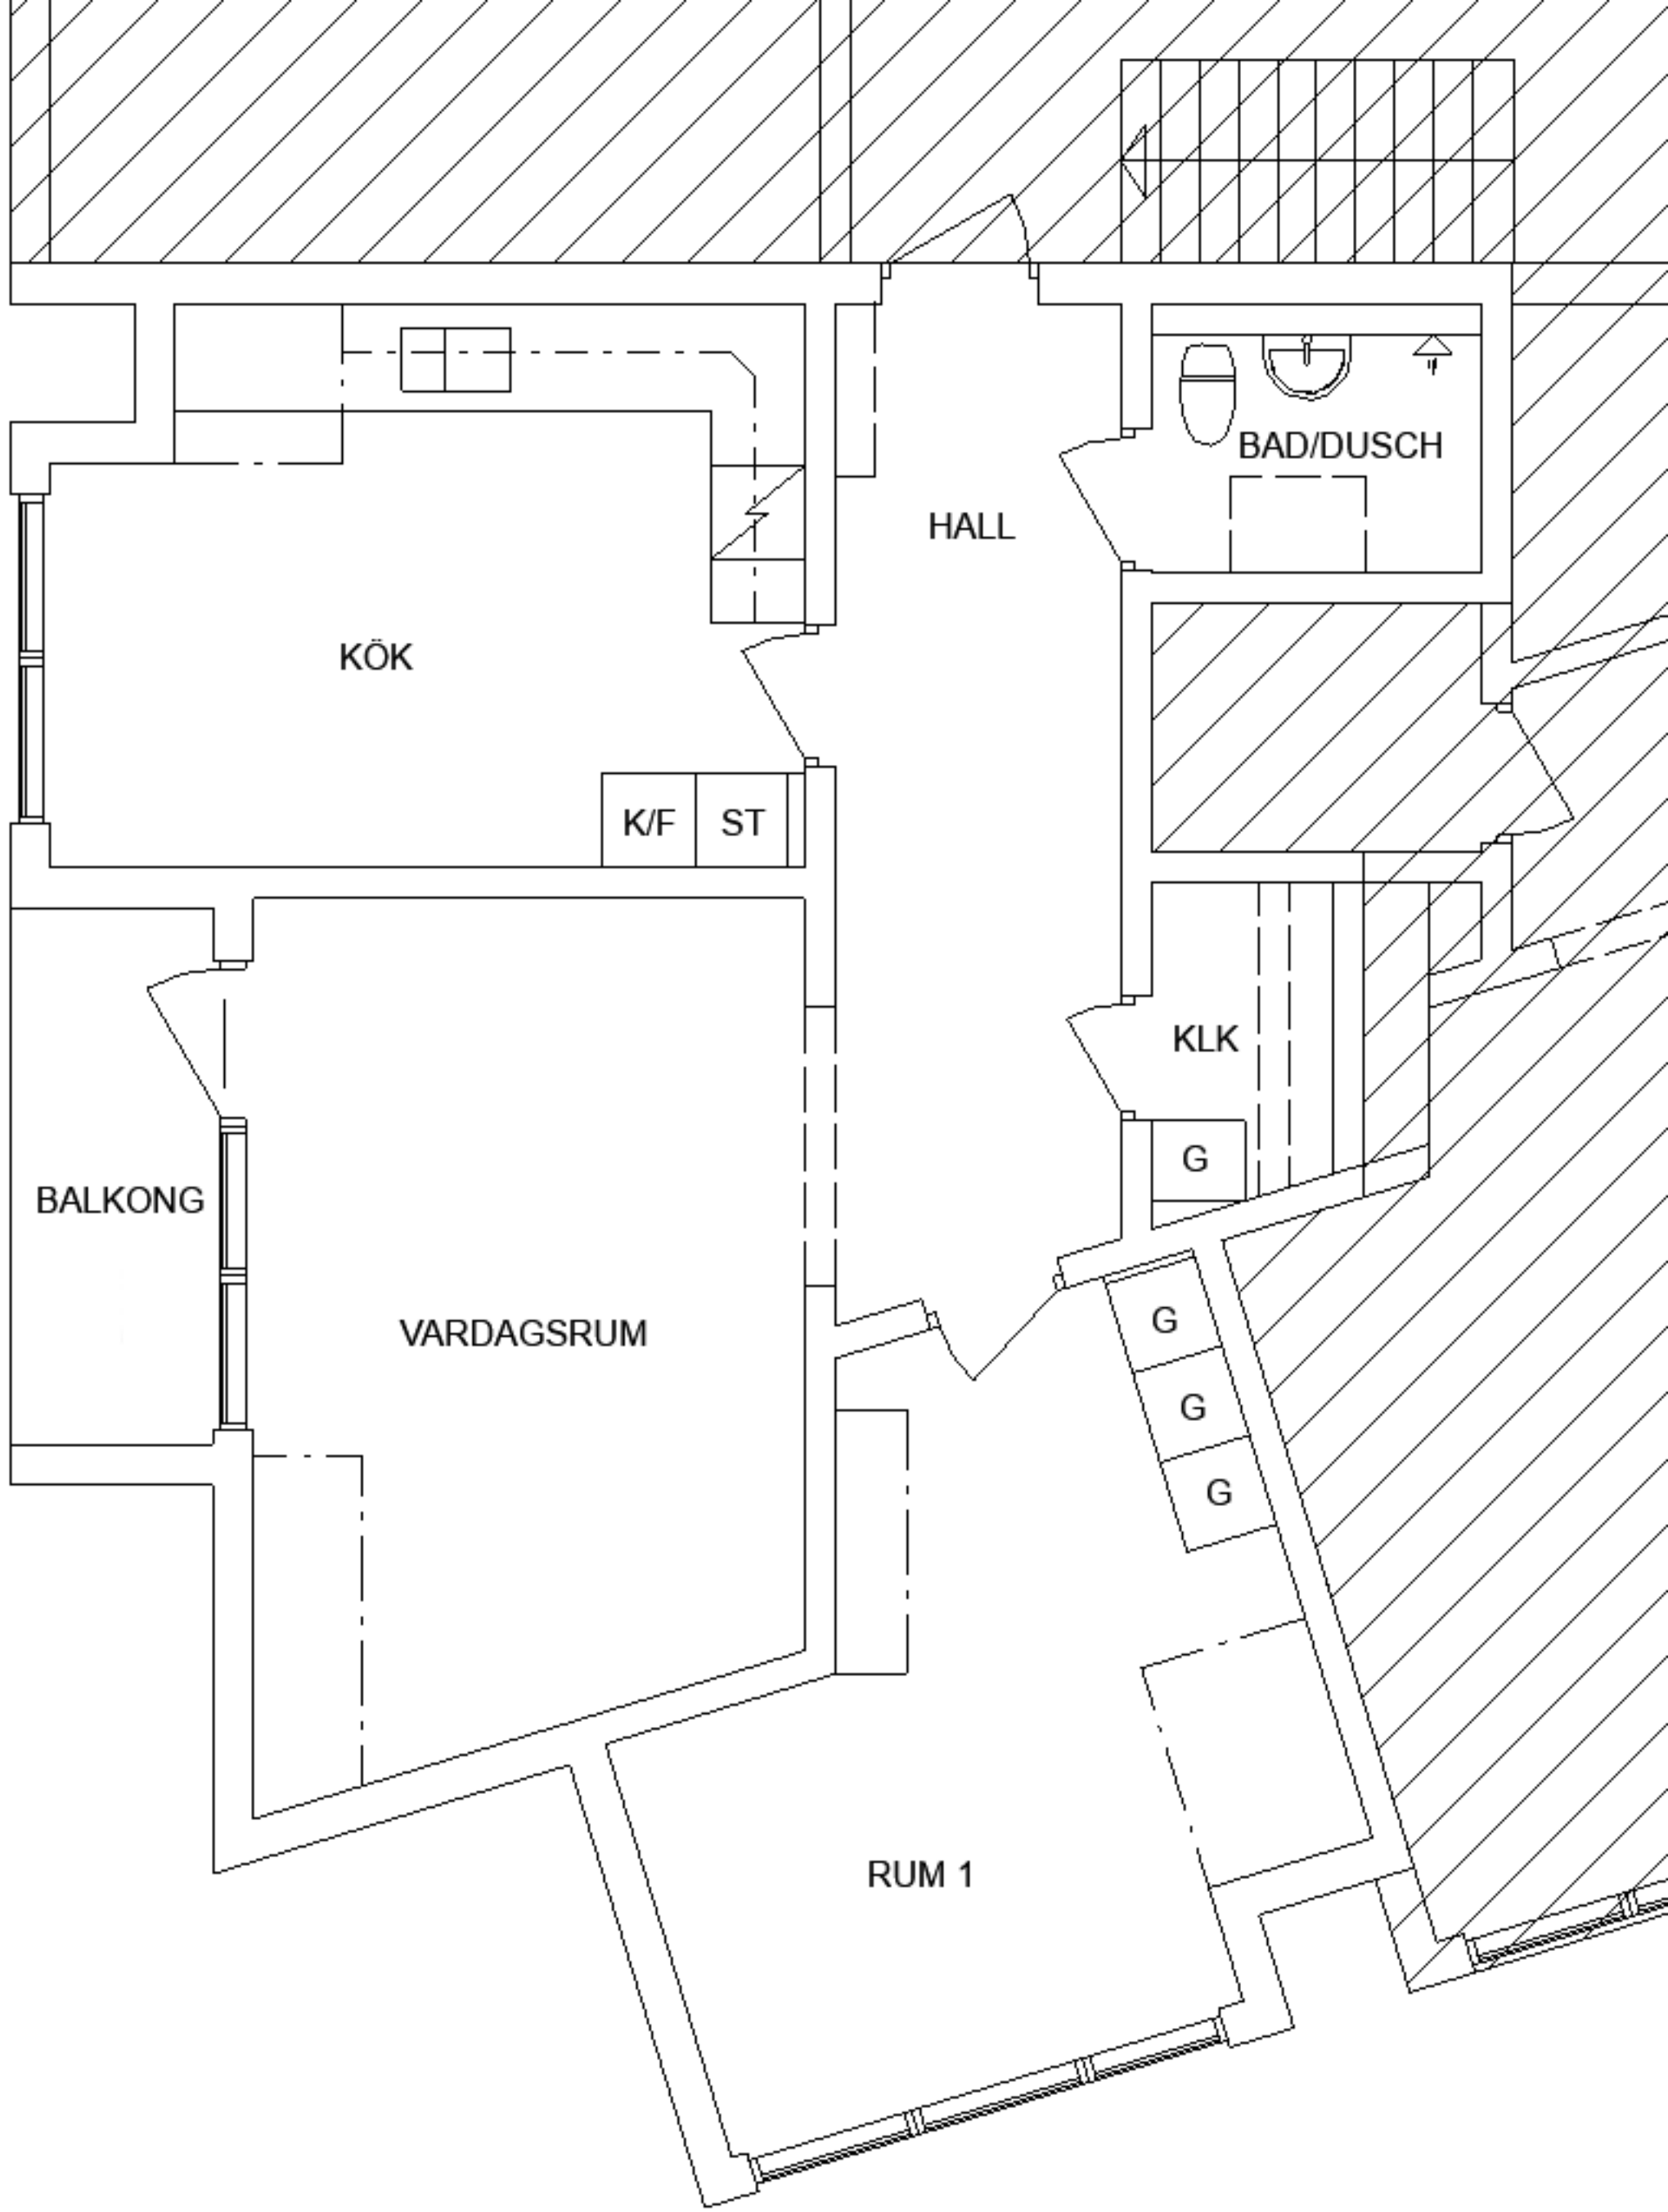 BAD/DUSCH
HALL
KÖK
K/F
ST
KLK
G
BALKONG
VARDAGSRUM
G
G
G
RUM 1